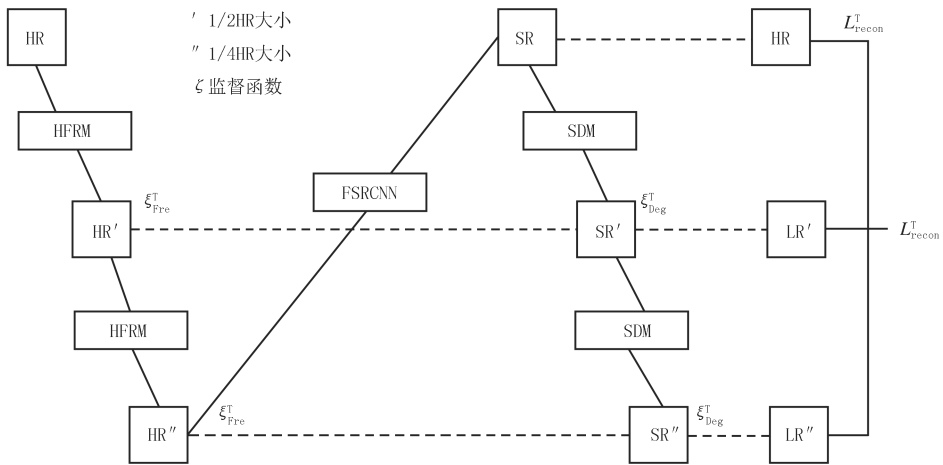 HR
′ 1/2HR大小
″ 1/4HR大小
ζ 监督函数
SR
HR
L^T_recon
HFRM
SDM
FSRCNN
HR′
ξ^T_Fre
SR′
ξ^T_Deg
LR′
L^T_recon
HFRM
SDM
HR″
ξ^T_Fre
SR″
ξ^T_Deg
LR″